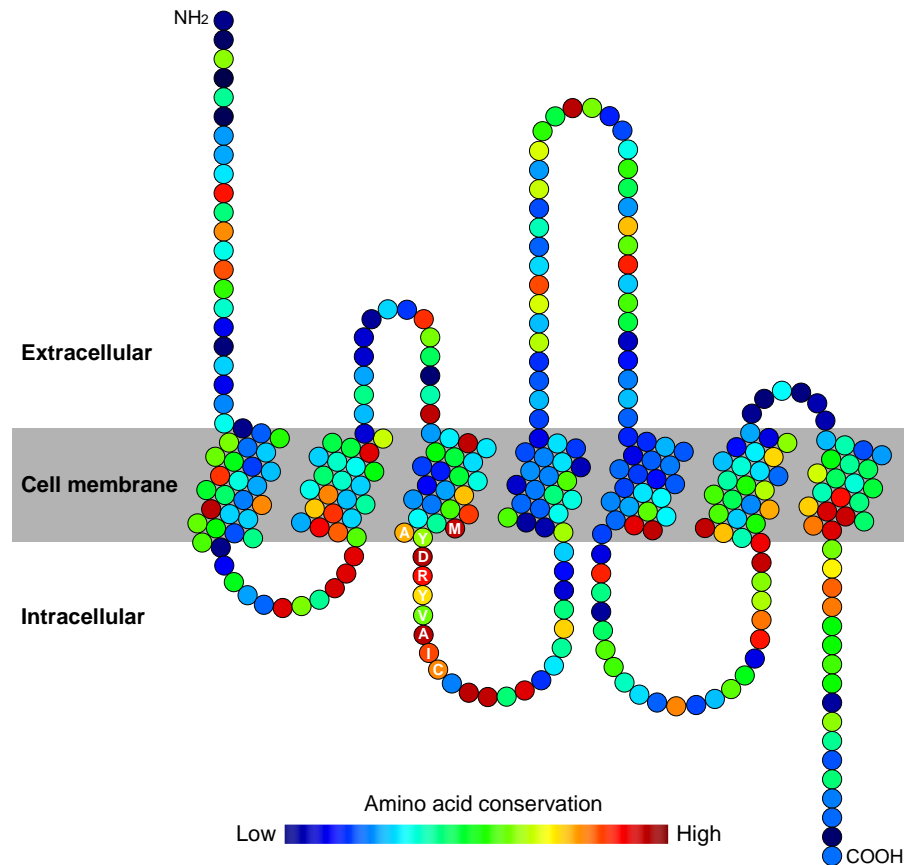 NH2
Extracellular
Cell membrane
M
A
Y
D
R
Y
V
A
I
C
Intracellular
Amino acid conservation
Low High
COOH